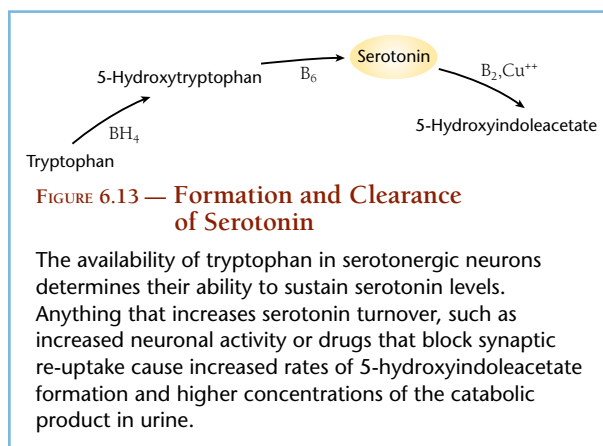 Serotonin
B₂,Cu⁺⁺
5-Hydroxytryptophan
B₆
5-Hydroxyindoleacetate
BH₄
Tryptophan
FIGURE 6.13 — Formation and Clearance
of Serotonin
The availability of tryptophan in serotonergic neurons
determines their ability to sustain serotonin levels.
Anything that increases serotonin turnover, such as
increased neuronal activity or drugs that block synaptic
re-uptake cause increased rates of 5-hydroxyindoleacetate
formation and higher concentrations of the catabolic
product in urine.